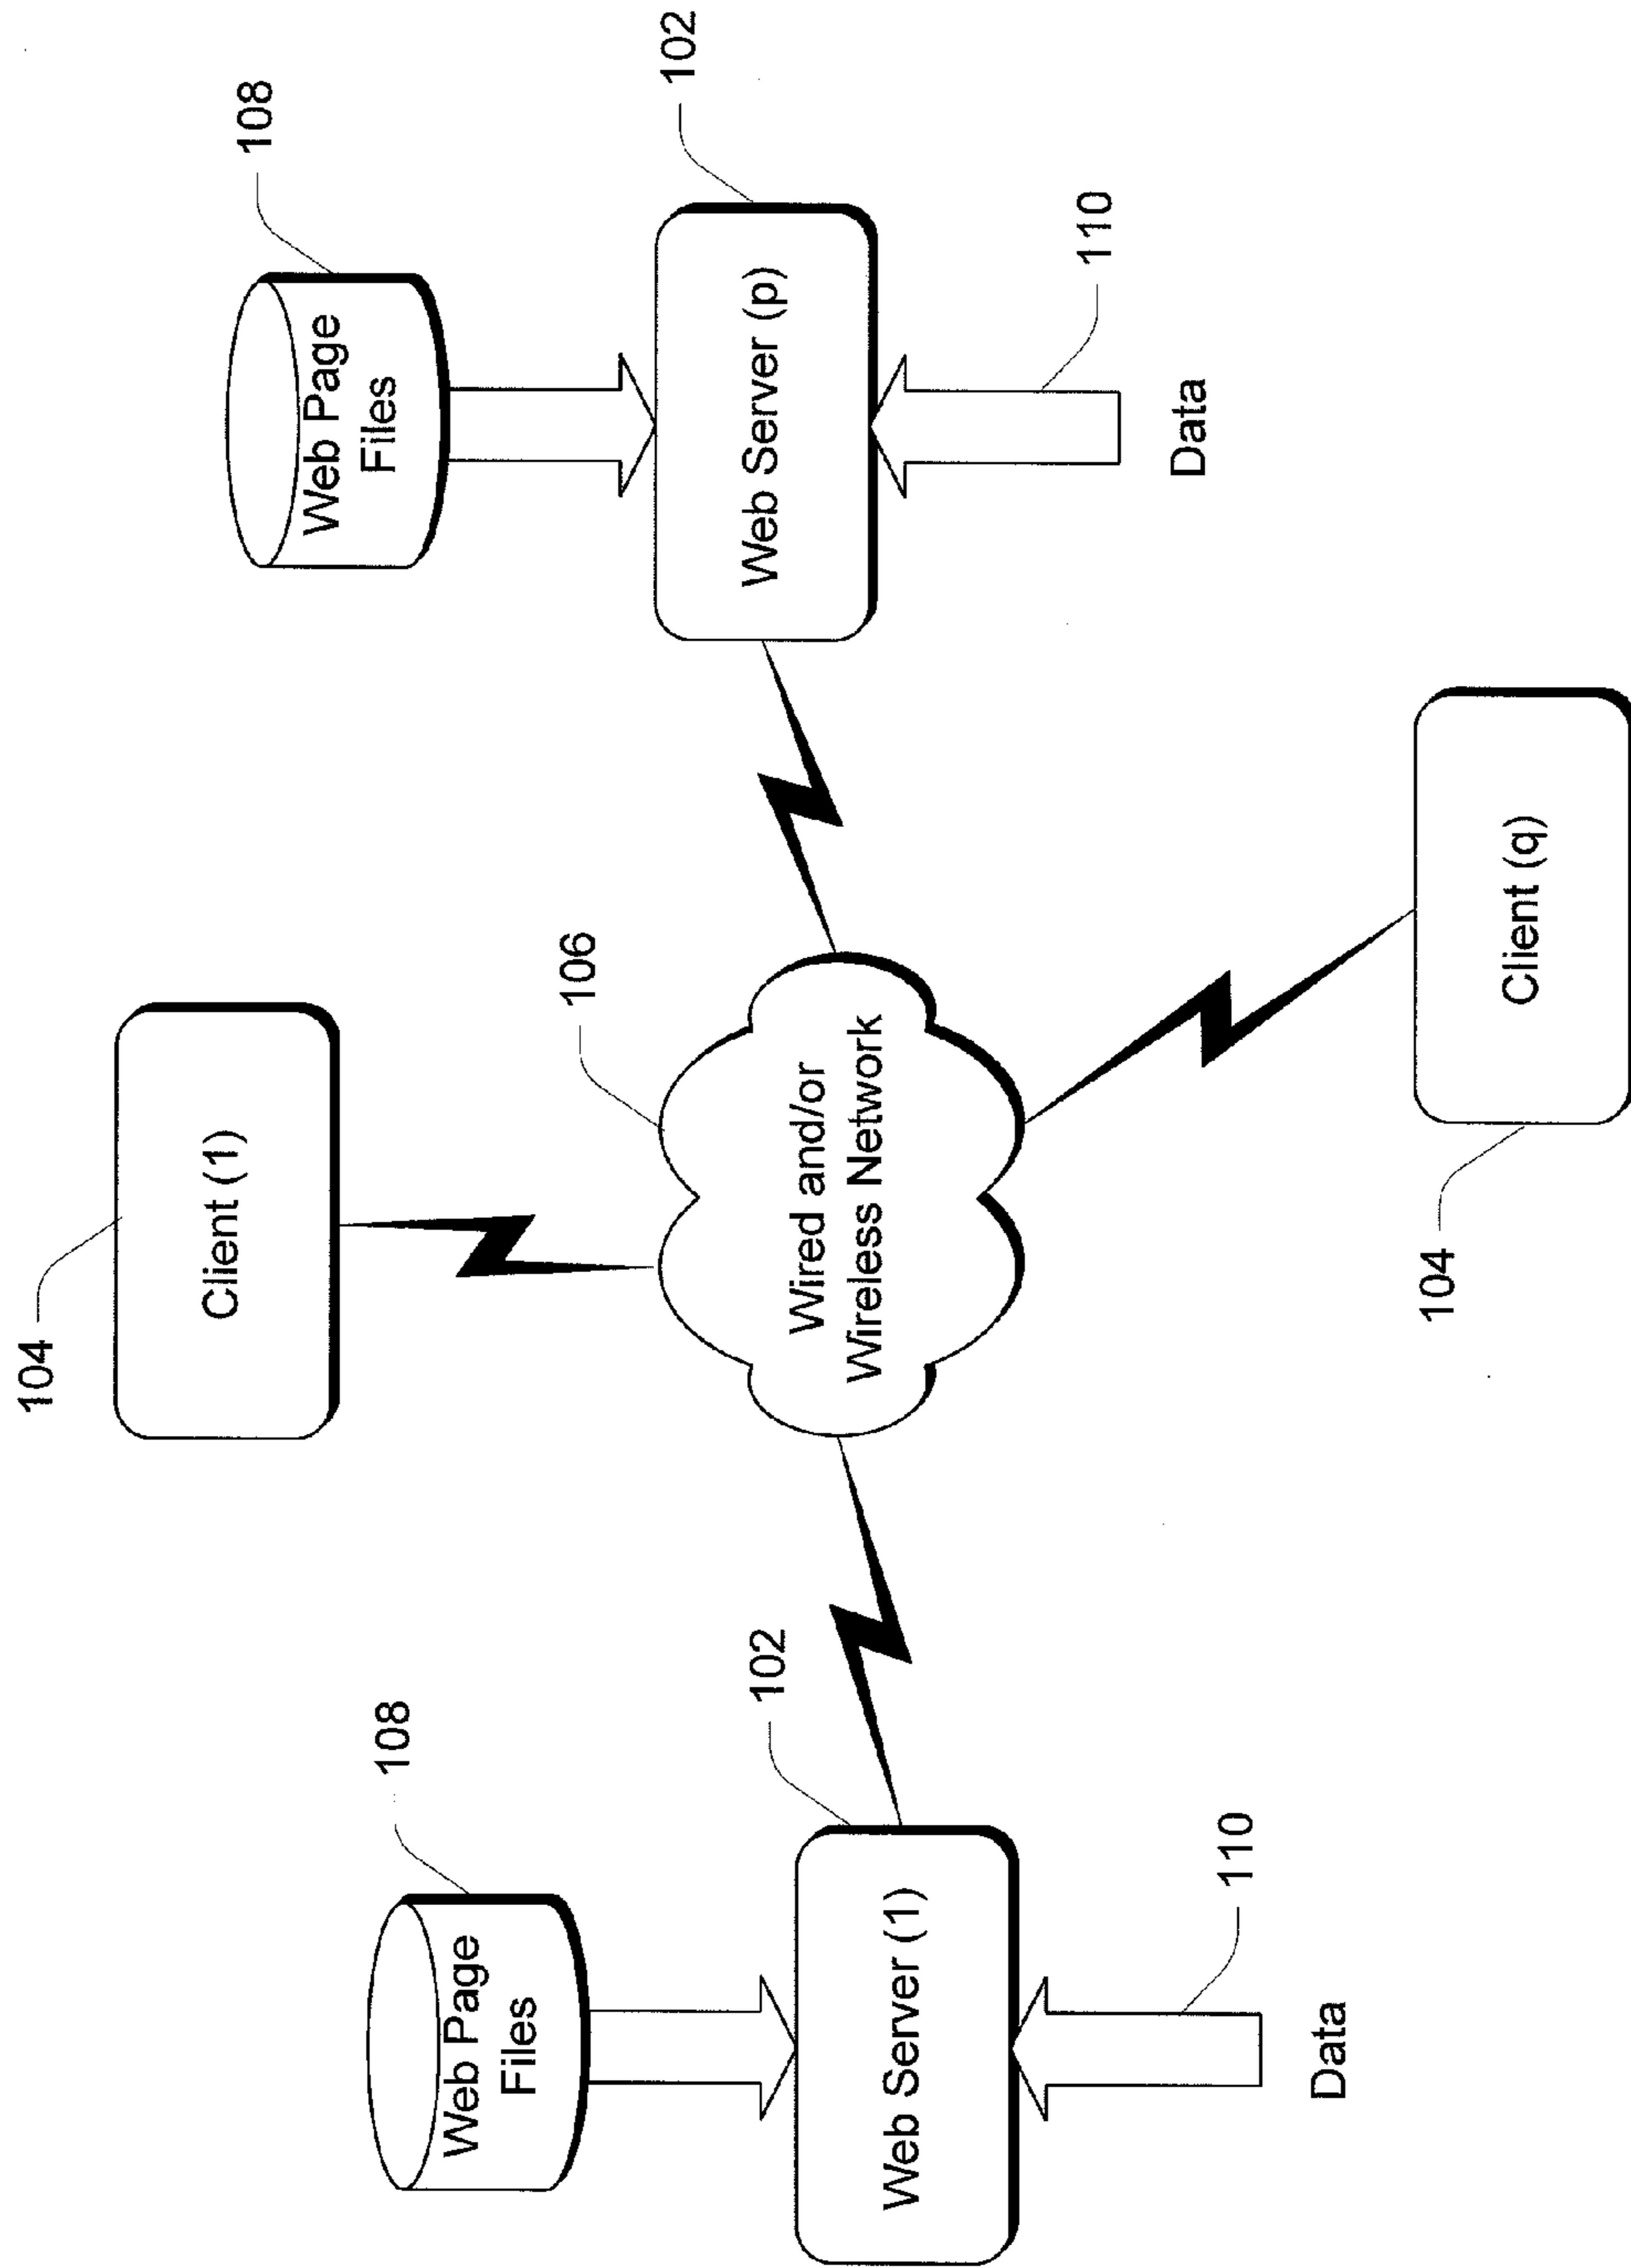 104
Client (1)
108
Web Page
Files
108
Web Page
Files
106
102
Wired and/or
Wireless Network
102
Web Server (p)
Web Server (1)
110
Data
110
Data
Client (q)
104